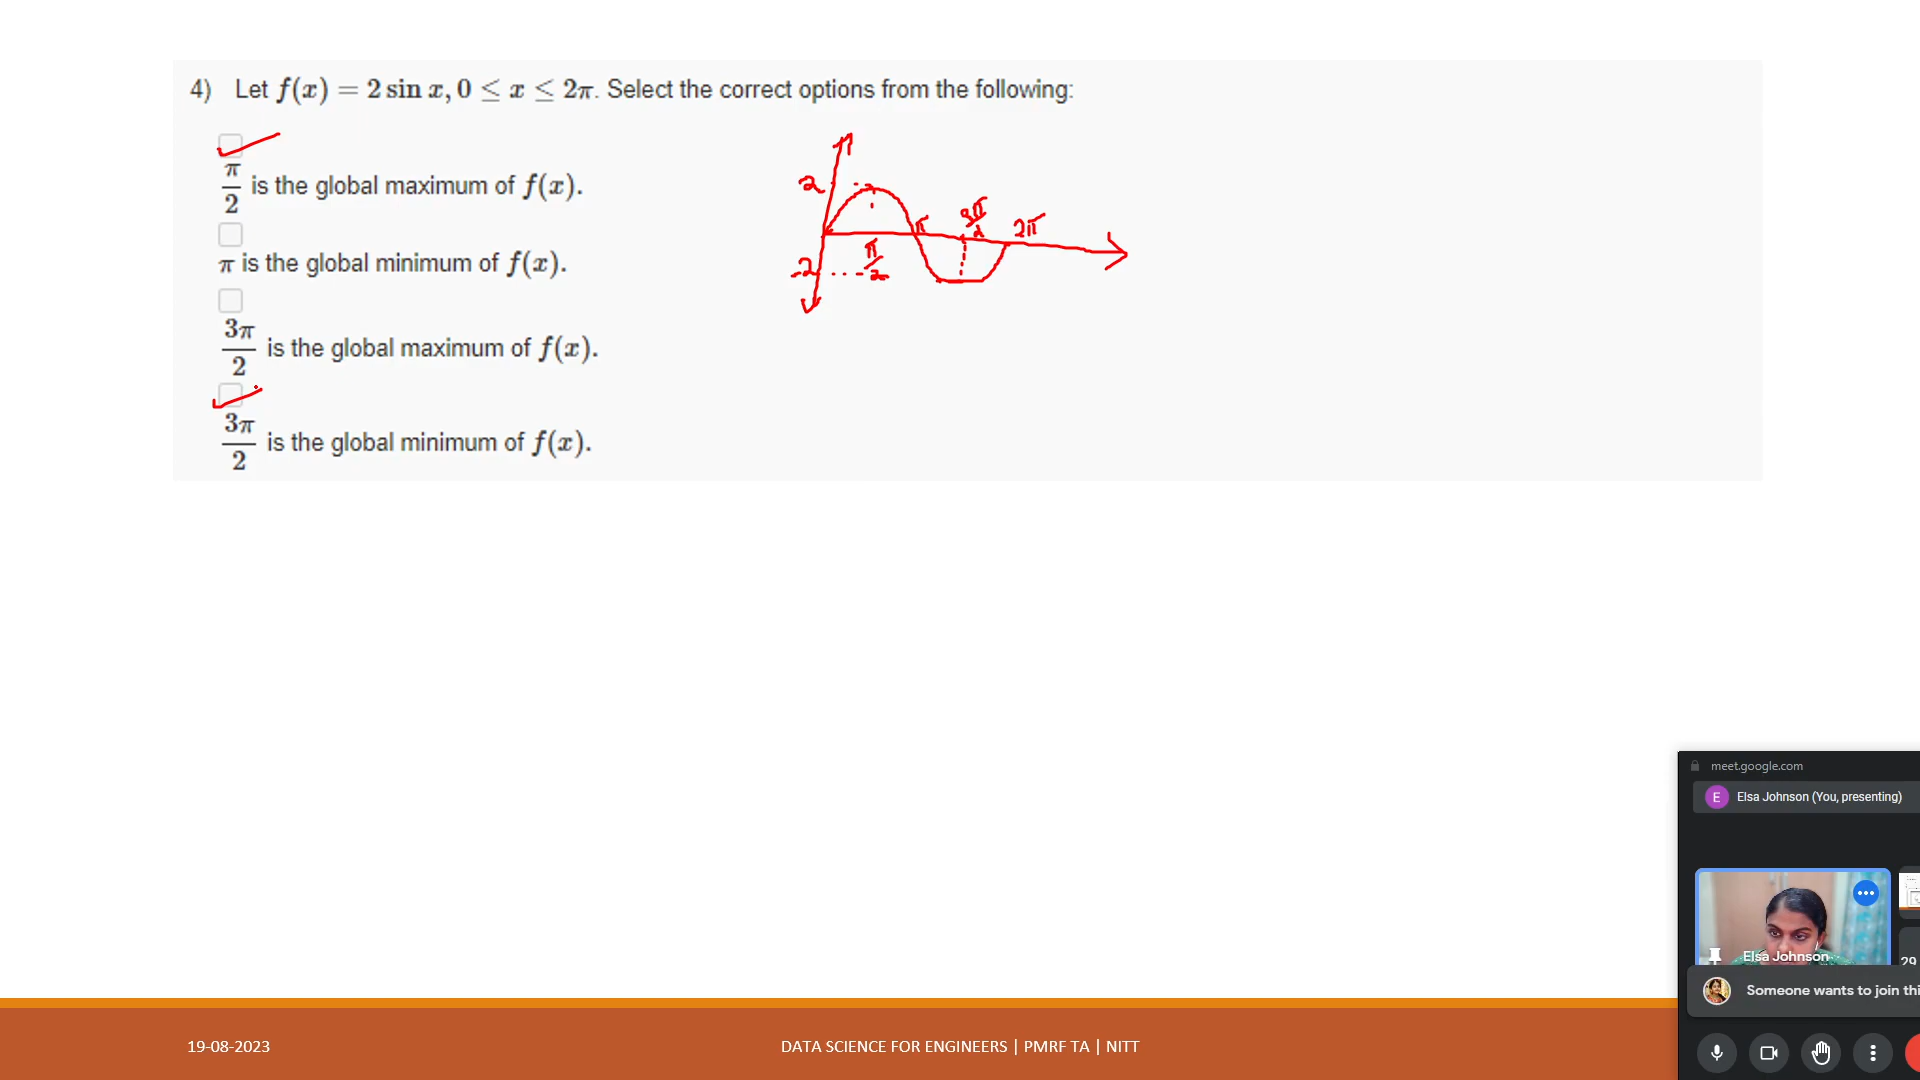 4) Let f(x) = 2 sin x, 0 ≤ x ≤ 2π. Select the correct options from the following:
π/2 is the global maximum of f(x).
π is the global minimum of f(x).
3π/2 is the global maximum of f(x).
3π/2 is the global minimum of f(x).
2
-2
π/2
π
3π/2
2π
meet.google.com
E Elsa Johnson (You, presenting)
Elsa Johnson
29
Someone wants to join thi
19-08-2023
DATA SCIENCE FOR ENGINEERS | PMRF TA | NITT